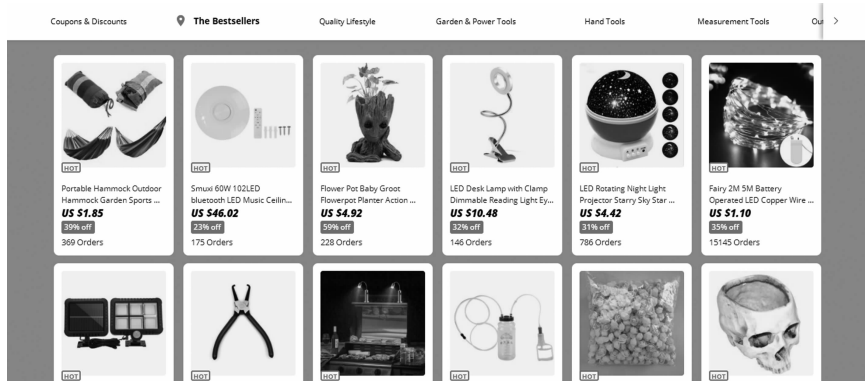 Coupons & Discounts
The Bestsellers
Quality Lifestyle
Garden & Power Tools
Hand Tools
Measurement Tools
Ou
HOT
Portable Hammock Outdoor
Hammock Garden Sports ...
US $1.85
39% off
369 Orders
HOT
Smuxi 60W 102LED
bluetooth LED Music Ceilin...
US $46.02
23% off
175 Orders
HOT
Flower Pot Baby Groot
Flowerpot Planter Action ...
US $4.92
59% off
228 Orders
HOT
LED Desk Lamp with Clamp
Dimmable Reading Light Ey...
US $10.48
32% off
146 Orders
HOT
LED Rotating Night Light
Projector Starry Sky Star ...
US $4.42
31% off
786 Orders
HOT
Fairy 2M 5M Battery
Operated LED Copper Wire ...
US $1.10
35% off
15145 Orders
HOT
HOT
HOT
HOT
HOT
HOT